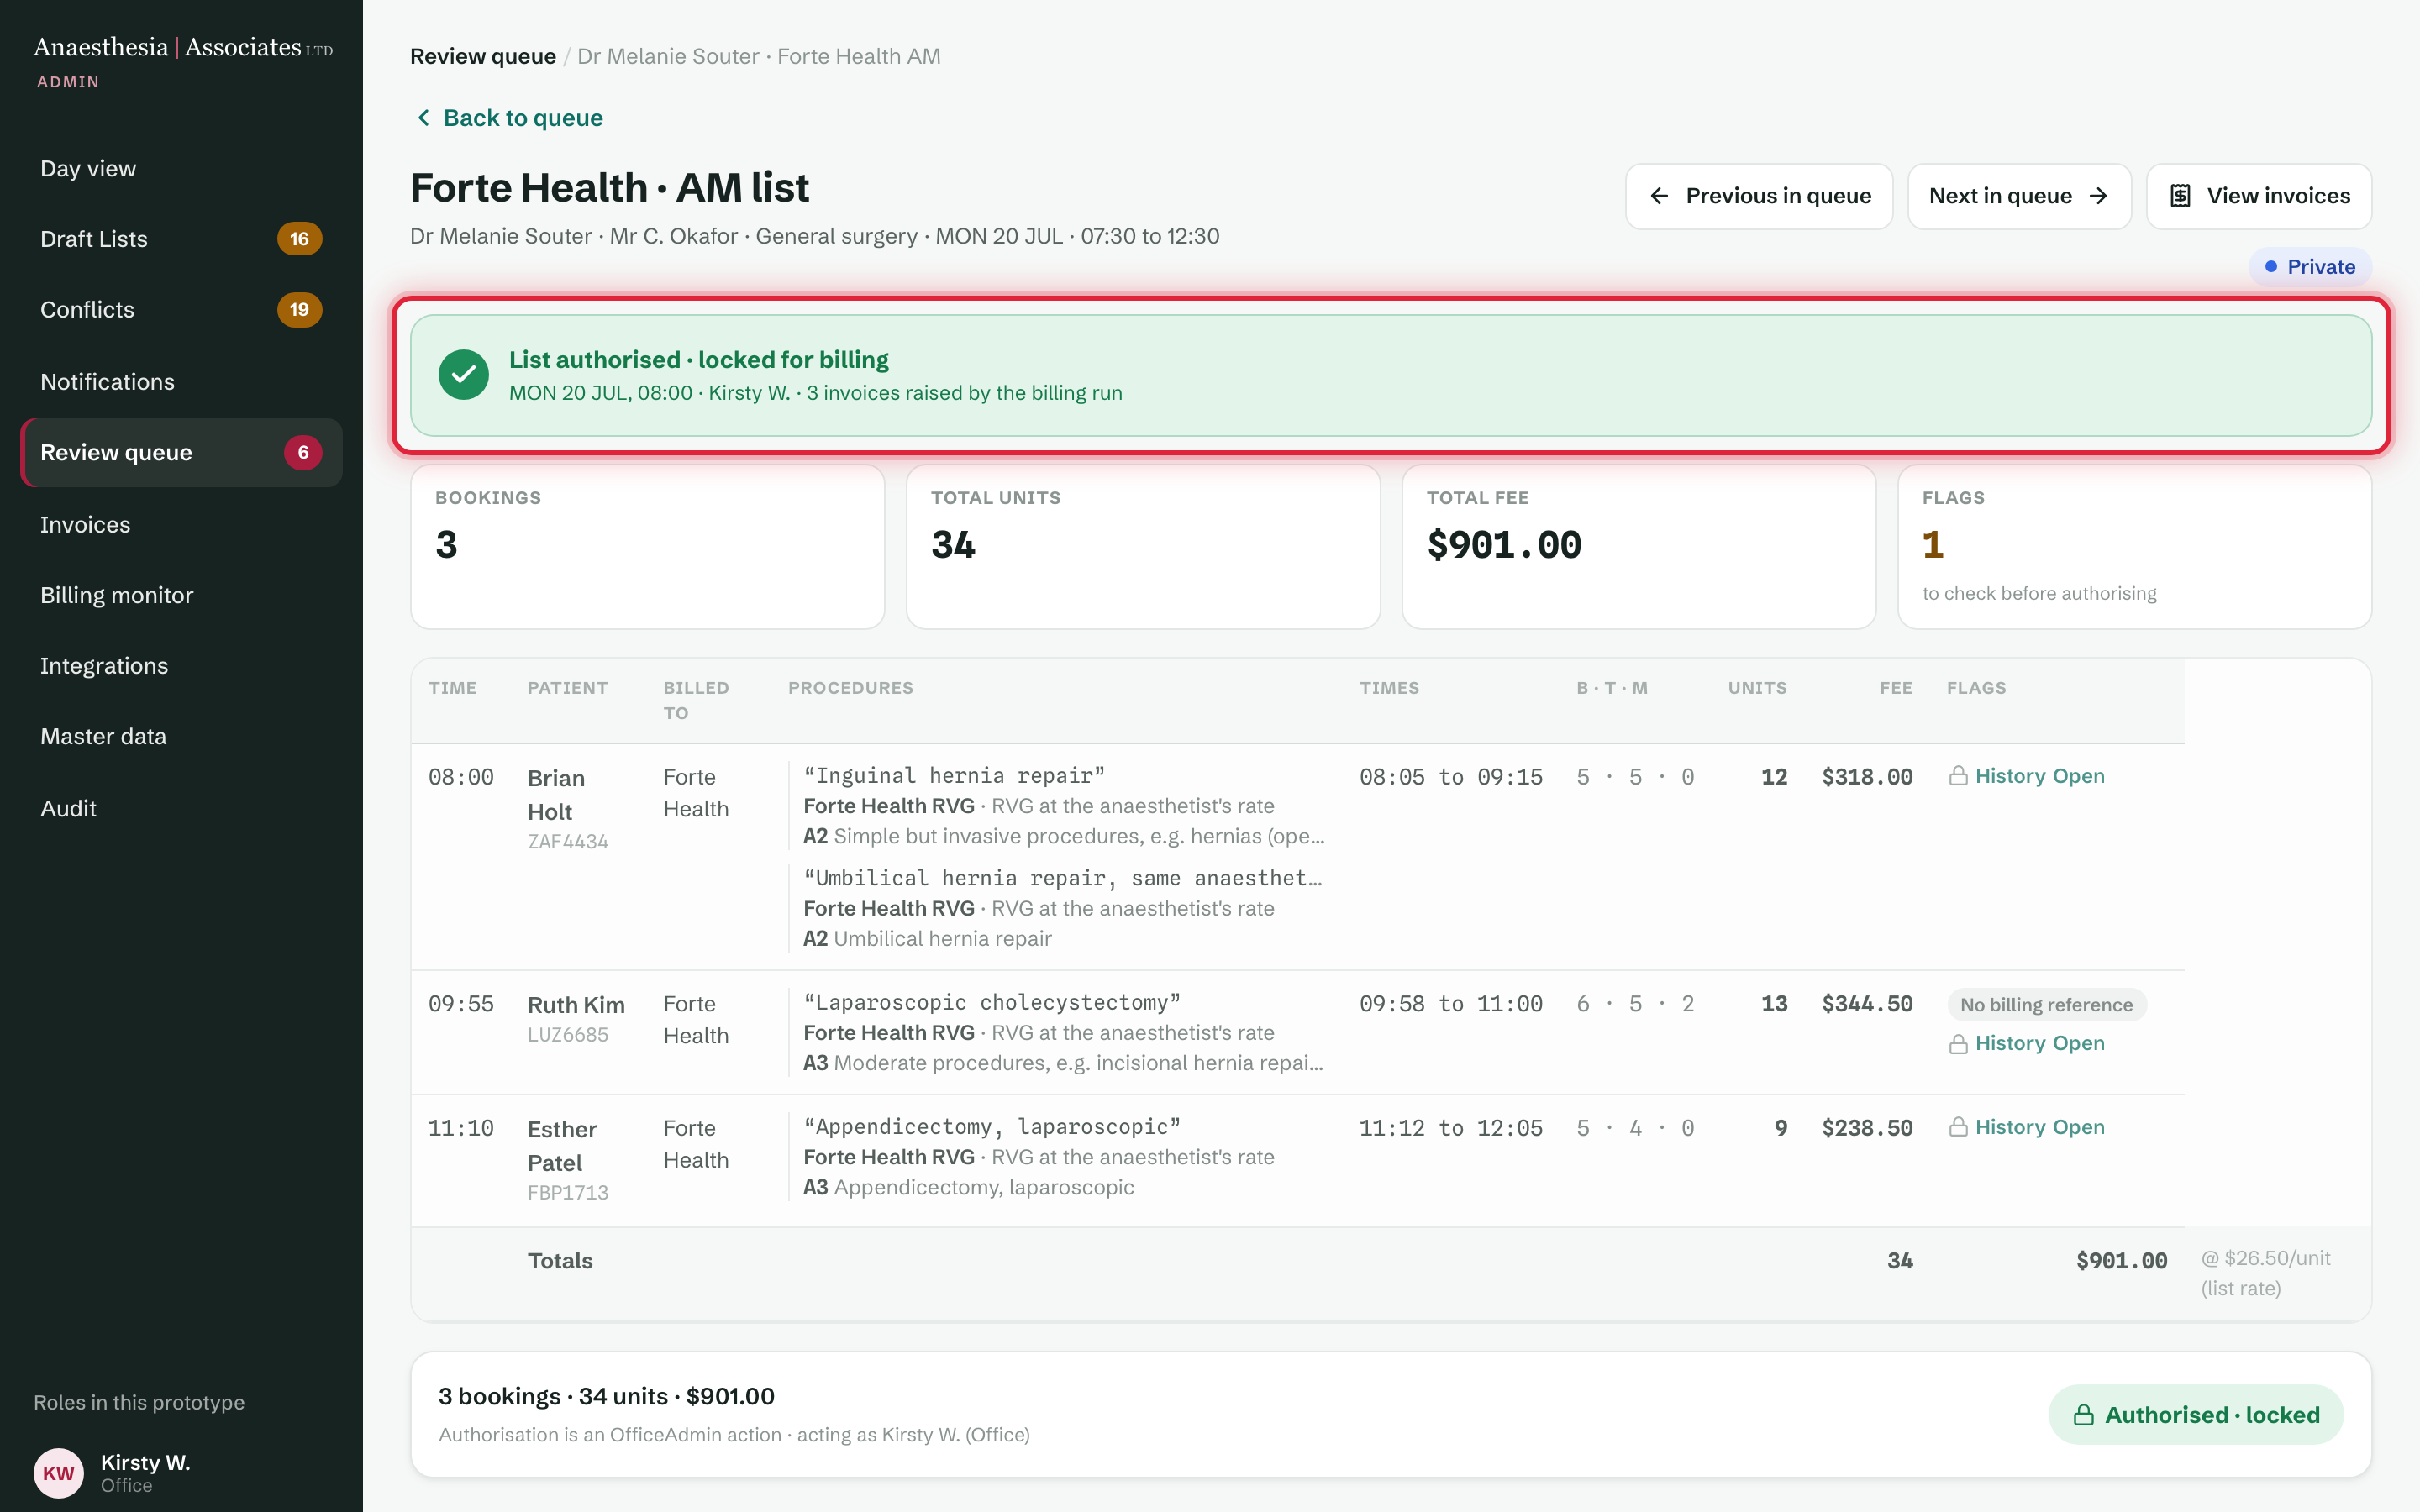 Anaesthesia | Associates LTD
ADMIN
Day view
Draft Lists 16
Conflicts 19
Notifications
Review queue 6
Invoices
Billing monitor
Integrations
Master data
Audit
Roles in this prototype
KW Kirsty W.
Office
Review queue / Dr Melanie Souter · Forte Health AM
Back to queue
Forte Health · AM list
Dr Melanie Souter · Mr C. Okafor · General surgery · MON 20 JUL · 07:30 to 12:30
Previous in queue
Next in queue
View invoices
Private
List authorised · locked for billing
MON 20 JUL, 08:00 · Kirsty W. · 3 invoices raised by the billing run
BOOKINGS
3
TOTAL UNITS
34
TOTAL FEE
$901.00
FLAGS
1
to check before authorising
TIME PATIENT BILLED TO PROCEDURES TIMES B · T · M UNITS FEE FLAGS
08:00
Brian Holt
ZAF4434
Forte Health
“Inguinal hernia repair”
Forte Health RVG · RVG at the anaesthetist's rate
A2 Simple but invasive procedures, e.g. hernias (ope...
“Umbilical hernia repair, same anaesthet...
Forte Health RVG · RVG at the anaesthetist's rate
A2 Umbilical hernia repair
08:05 to 09:15 5 · 5 · 0 12 $318.00 History Open
09:55
Ruth Kim
LUZ6685
Forte Health
“Laparoscopic cholecystectomy”
Forte Health RVG · RVG at the anaesthetist's rate
A3 Moderate procedures, e.g. incisional hernia repai...
09:58 to 11:00 6 · 5 · 2 13 $344.50 No billing reference
History Open
11:10
Esther Patel
FBP1713
Forte Health
“Appendicectomy, laparoscopic”
Forte Health RVG · RVG at the anaesthetist's rate
A3 Appendicectomy, laparoscopic
11:12 to 12:05 5 · 4 · 0 9 $238.50 History Open
Totals 34 $901.00 @ $26.50/unit
(list rate)
3 bookings · 34 units · $901.00
Authorisation is an OfficeAdmin action · acting as Kirsty W. (Office)
Authorised · locked